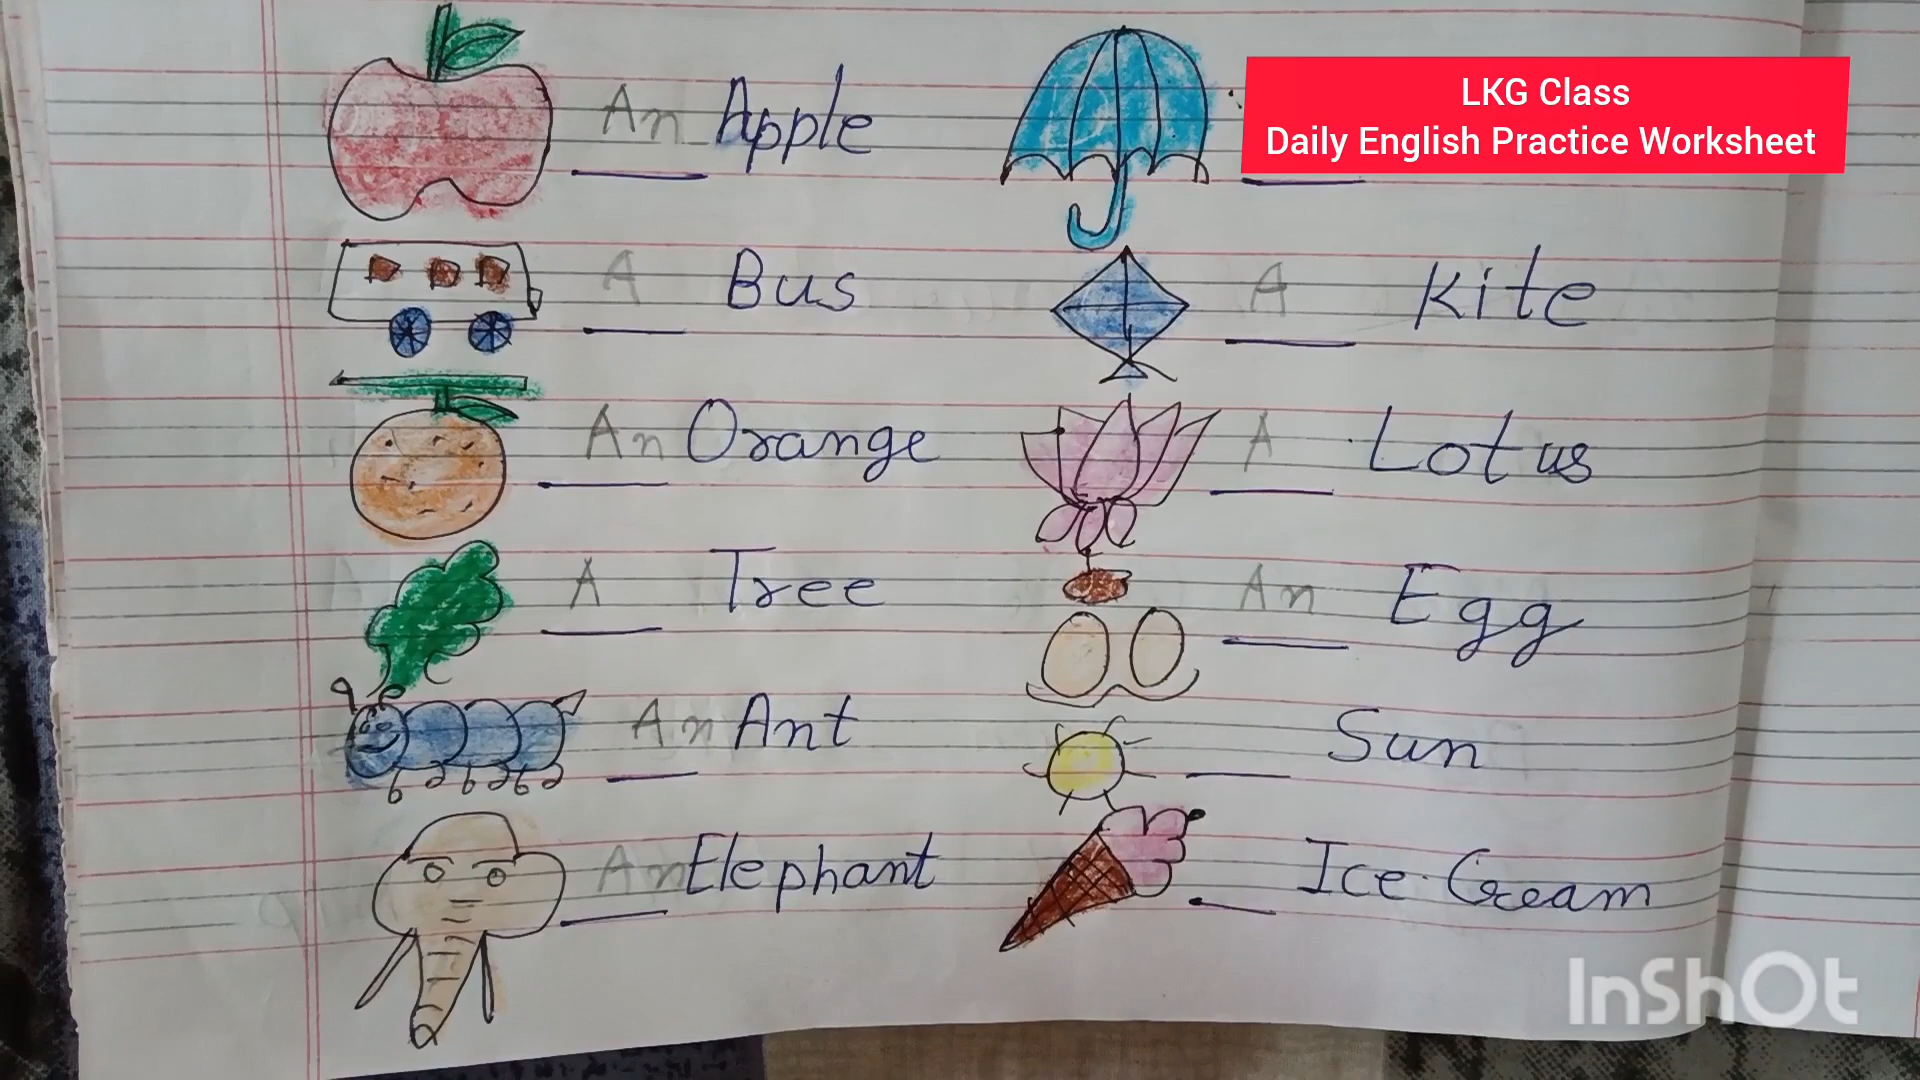 LKG Class
Daily English Practice Worksheet
An Apple
A Bus
A Kite
An Orange
A Lotus
A Tree
An Egg
An Ant
Sun
An Elephant
Ice Cream
InShOt